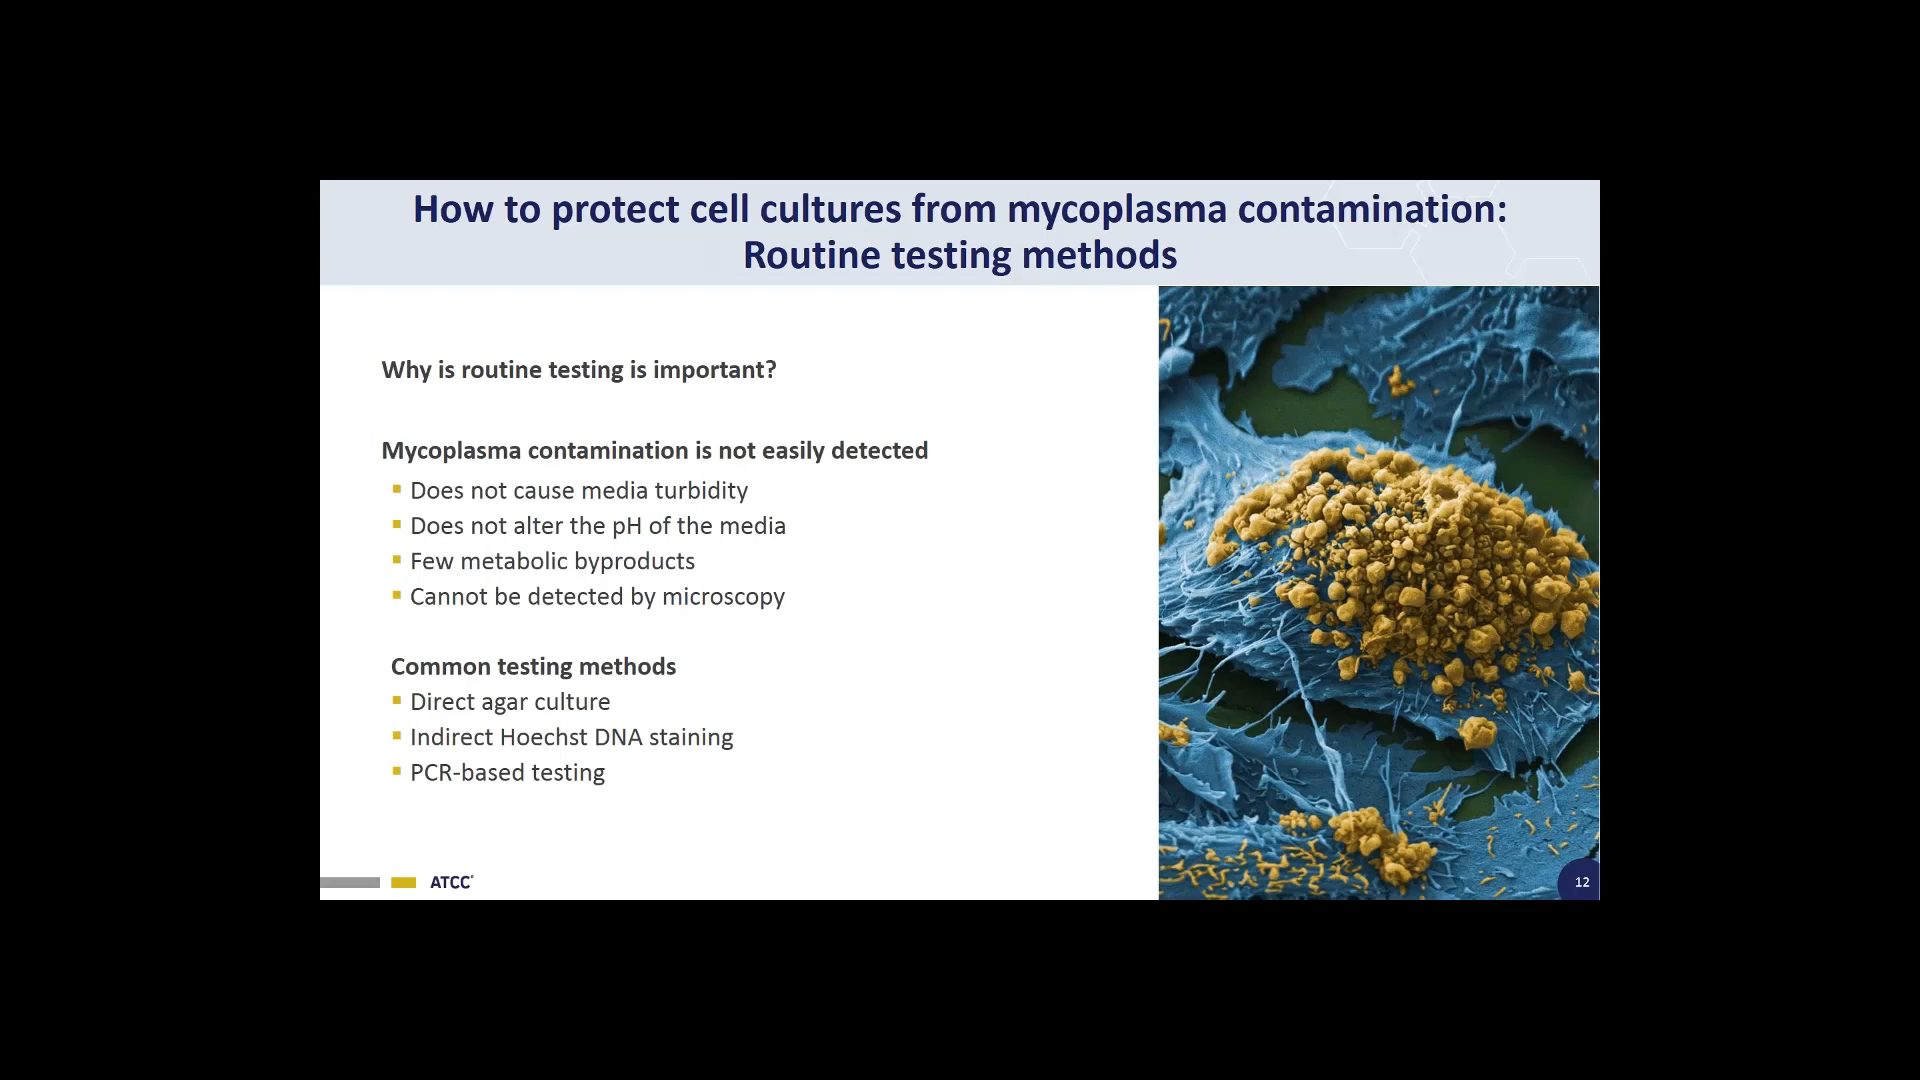 How to protect cell cultures from mycoplasma contamination:
Routine testing methods
Why is routine testing is important?
Mycoplasma contamination is not easily detected
Does not cause media turbidity
Does not alter the pH of the media
Few metabolic byproducts
Cannot be detected by microscopy
Common testing methods
Direct agar culture
Indirect Hoechst DNA staining
PCR-based testing
ATCC®
12